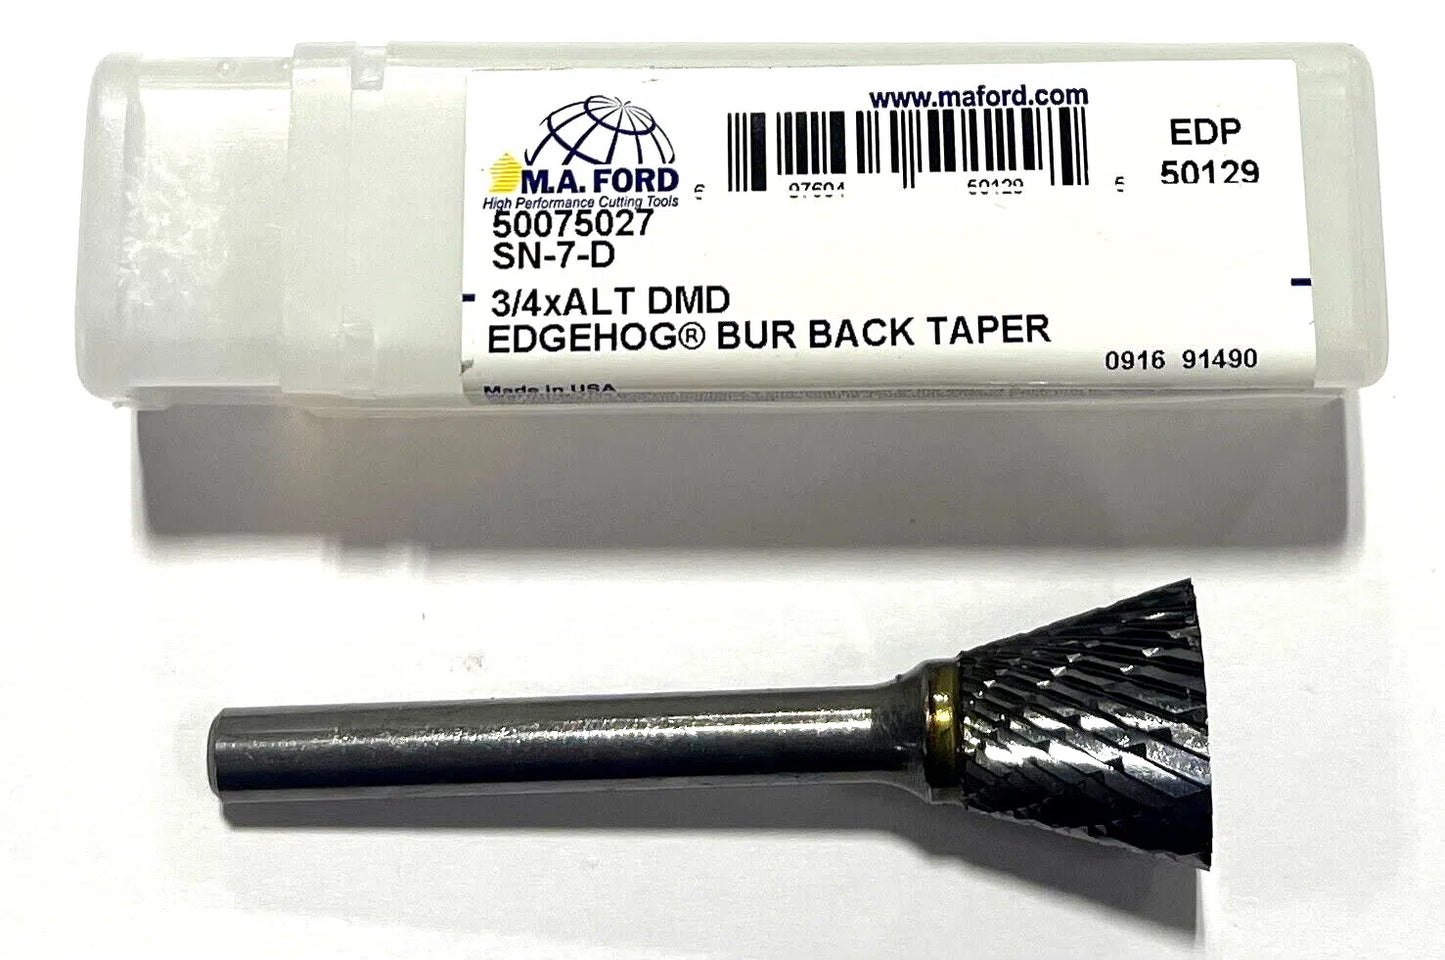 www.maford.com
M.A. FORD
High Performance Cutting Tools
EDP
50129
50075027
SN-7-D
3/4xALT DMD
EDGEHOG® BUR BACK TAPER
0916 91490
Made in USA